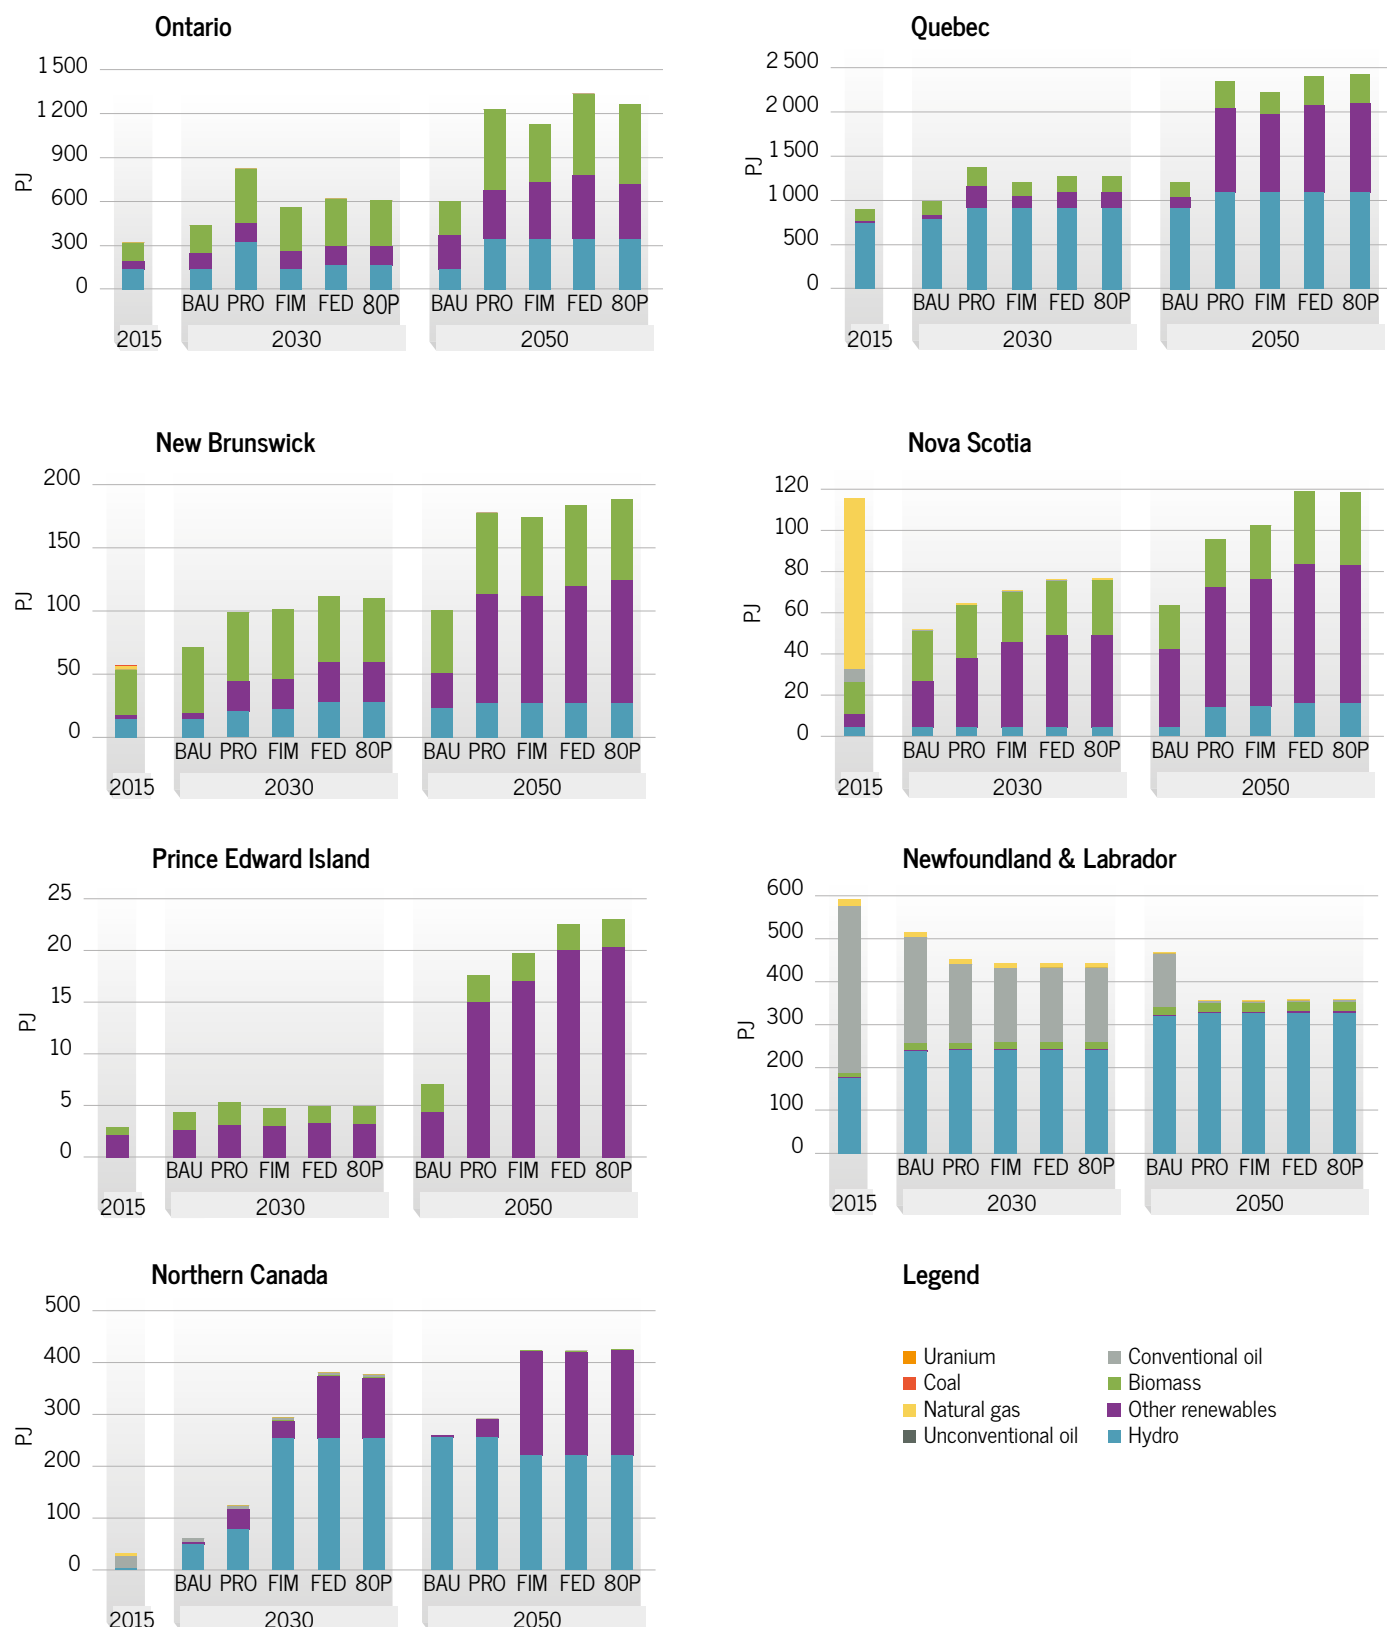 Ontario
1 500
1 200
900
600
300
0
PJ
BAU PRO FIM FED 80P
BAU PRO FIM FED 80P
2015
2030
2050
Quebec
2 500
2 000
1 500
1 000
500
0
PJ
BAU PRO FIM FED 80P
BAU PRO FIM FED 80P
2015
2030
2050
New Brunswick
200
150
100
50
0
PJ
BAU PRO FIM FED 80P
BAU PRO FIM FED 80P
2015
2030
2050
Nova Scotia
120
100
80
60
40
20
0
PJ
BAU PRO FIM FED 80P
BAU PRO FIM FED 80P
2015
2030
2050
Prince Edward Island
25
20
15
10
5
0
PJ
BAU PRO FIM FED 80P
BAU PRO FIM FED 80P
2015
2030
2050
Newfoundland & Labrador
600
500
400
300
200
100
0
PJ
BAU PRO FIM FED 80P
BAU PRO FIM FED 80P
2015
2030
2050
Northern Canada
500
400
300
200
100
0
PJ
BAU PRO FIM FED 80P
BAU PRO FIM FED 80P
2015
2030
2050
Legend
Uranium
Coal
Natural gas
Unconventional oil
Conventional oil
Biomass
Other renewables
Hydro